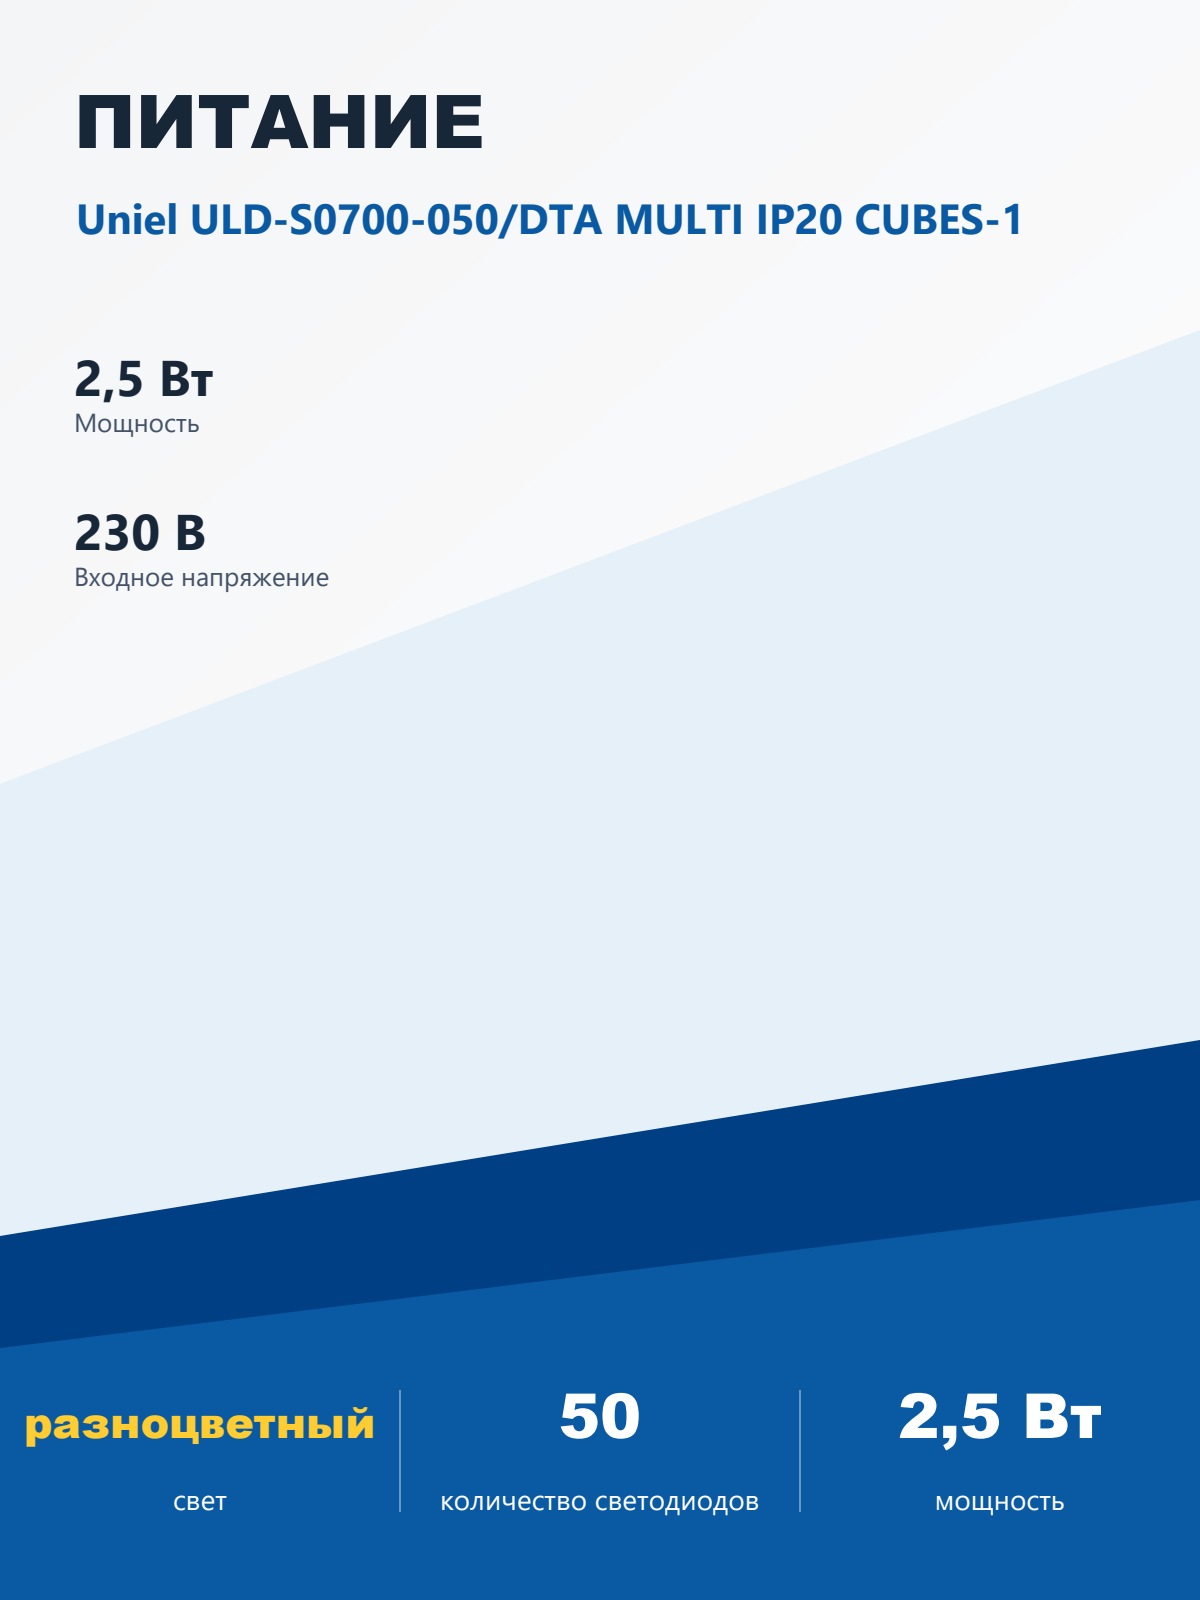 ПИТАНИЕ
Uniel ULD-S0700-050/DTA MULTI IP20 CUBES-1
2,5 Вт
Мощность
230 В
Входное напряжение
разноцветный
свет
50
количество светодиодов
2,5 Вт
мощность